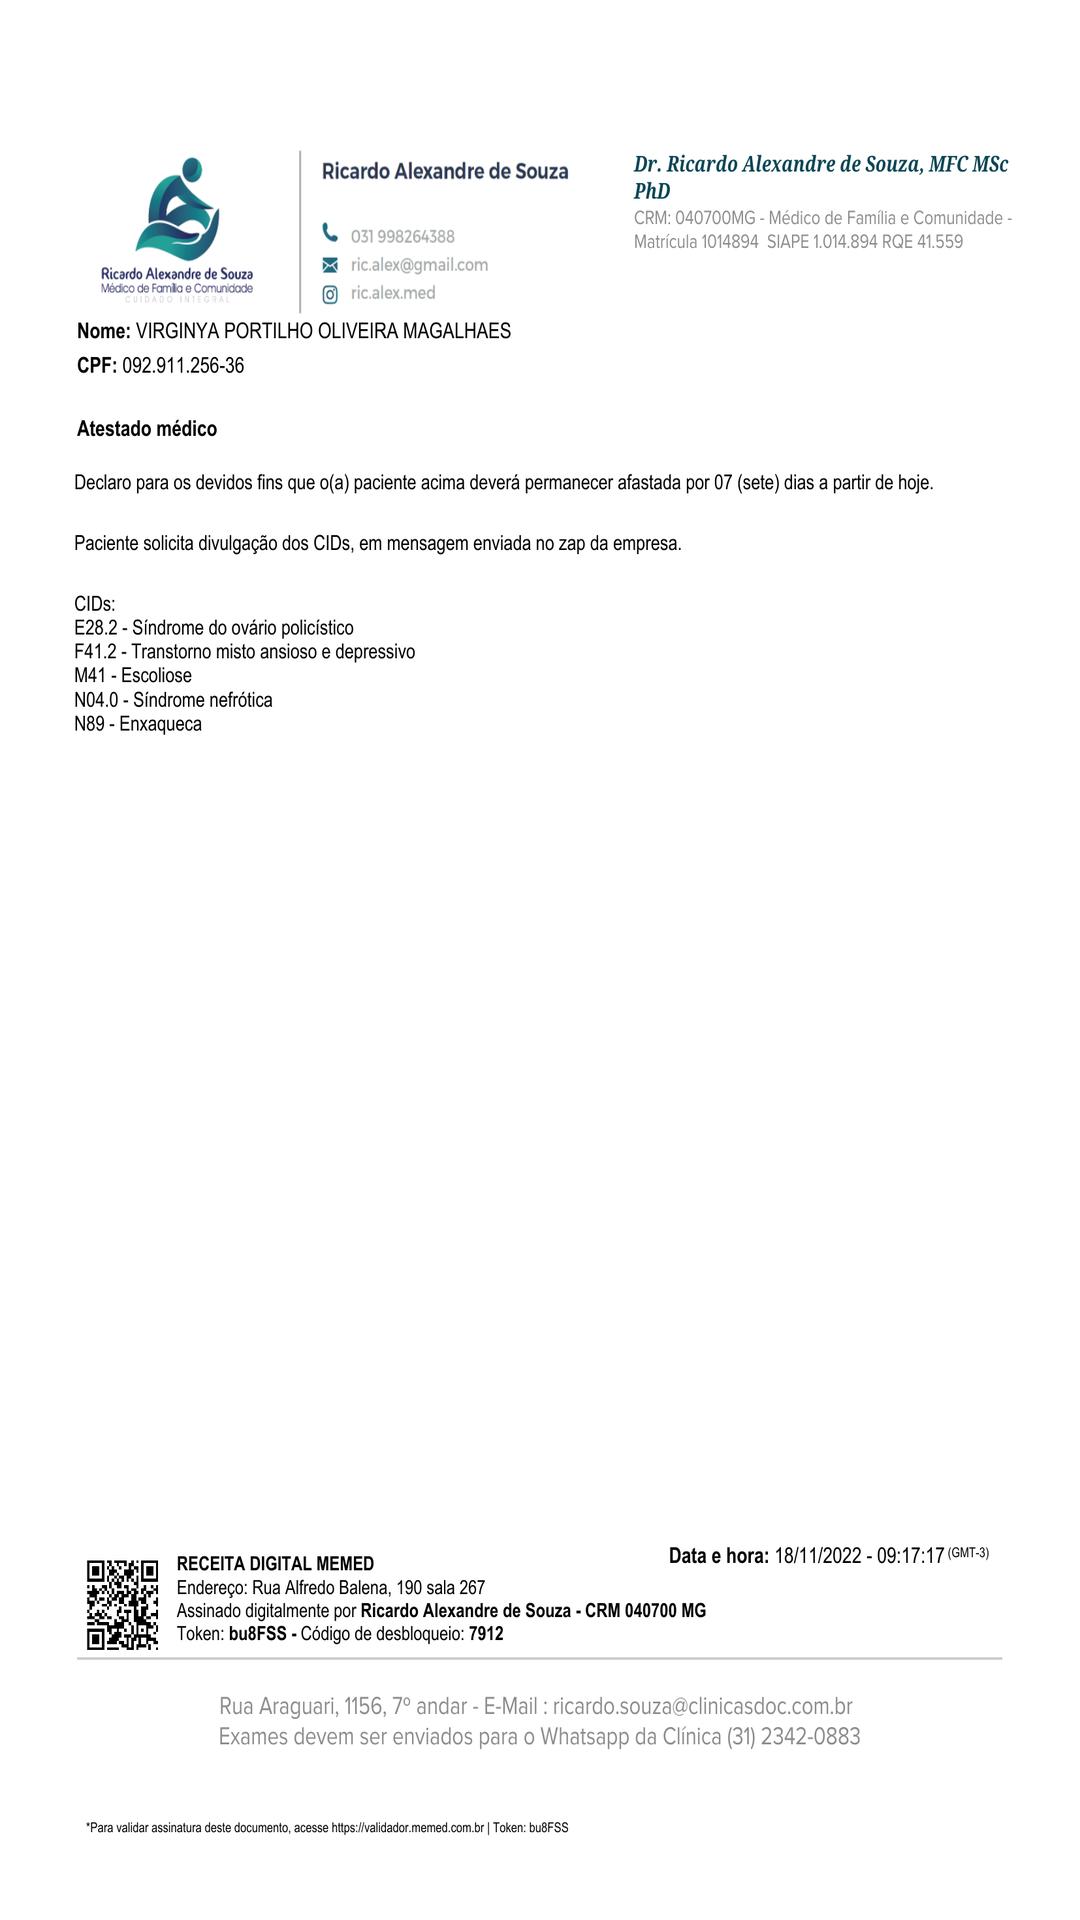 Ricardo Alexandre de Souza
Médico de Família e Comunidade
CUIDADO INTEGRAL
Ricardo Alexandre de Souza
031 998264388
ric.alex@gmail.com
ric.alex.med
Dr. Ricardo Alexandre de Souza, MFC MSc
PhD
CRM: 040700MG - Médico de Família e Comunidade -
Matrícula 1014894 SIAPE 1.014.894 RQE 41.559
Nome: VIRGINYA PORTILHO OLIVEIRA MAGALHAES
CPF: 092.911.256-36
Atestado médico
Declaro para os devidos fins que o(a) paciente acima deverá permanecer afastada por 07 (sete) dias a partir de hoje.
Paciente solicita divulgação dos CIDs, em mensagem enviada no zap da empresa.
CIDs:
E28.2 - Síndrome do ovário policístico
F41.2 - Transtorno misto ansioso e depressivo
M41 - Escoliose
N04.0 - Síndrome nefrótica
N89 - Enxaqueca
Data e hora: 18/11/2022 - 09:17:17 (GMT-3)
RECEITA DIGITAL MEMED
Endereço: Rua Alfredo Balena, 190 sala 267
Assinado digitalmente por Ricardo Alexandre de Souza - CRM 040700 MG
Token: bu8FSS - Código de desbloqueio: 7912
Rua Araguari, 1156, 7º andar - E-Mail : ricardo.souza@clinicasdoc.com.br
Exames devem ser enviados para o Whatsapp da Clínica (31) 2342-0883
*Para validar assinatura deste documento, acesse https://validador.memed.com.br | Token: bu8FSS